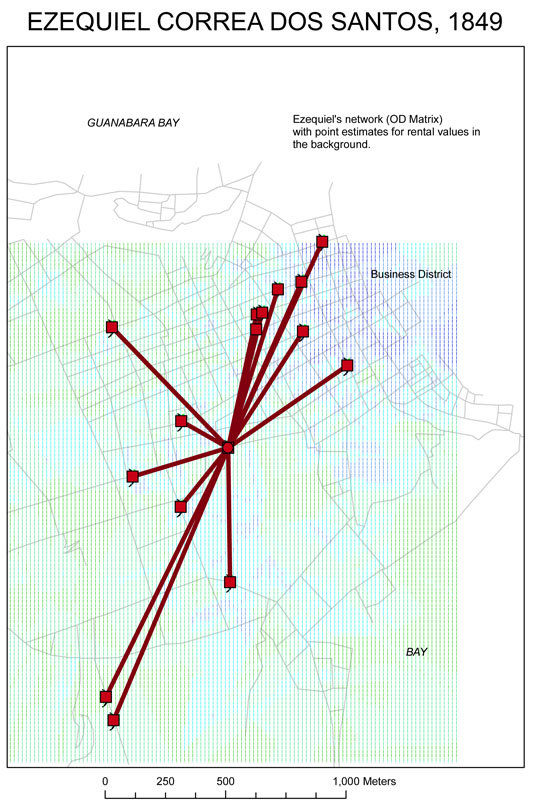 EZEQUIEL CORREA DOS SANTOS, 1849
GUANABARA BAY
Ezequiel's network (OD Matrix)
with point estimates for rental values in
the background.
Business District
BAY
0 250 500 1,000 Meters